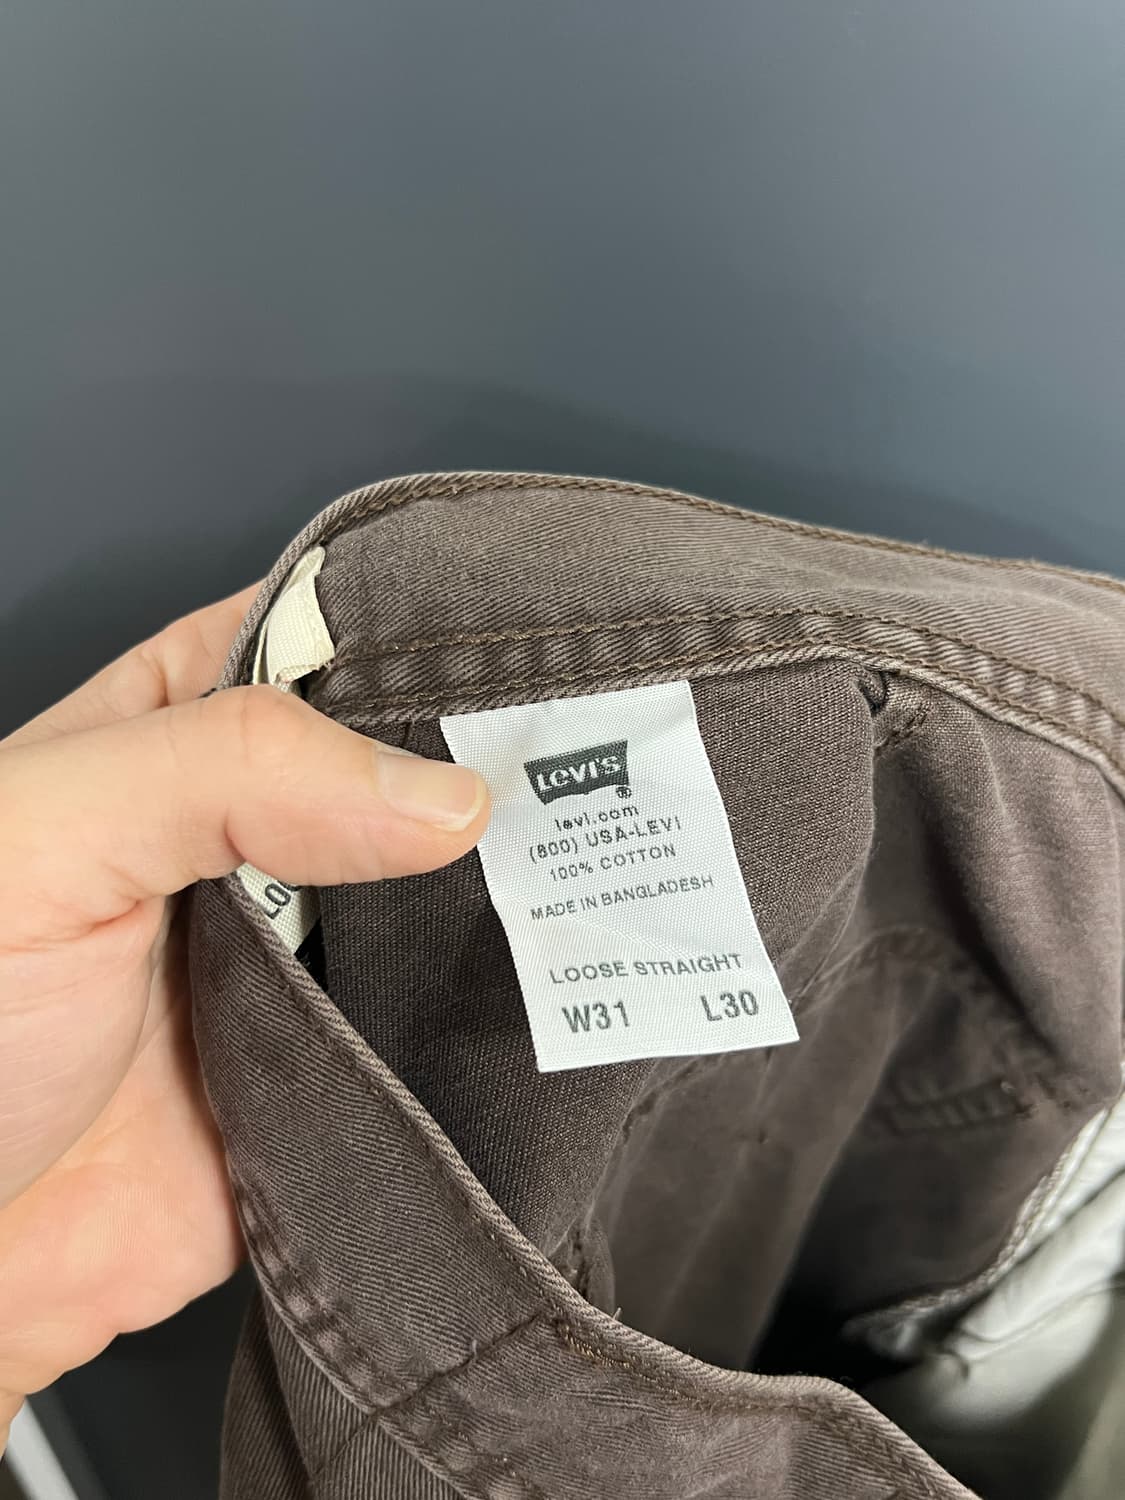 Levi's
®
levi.com
(800) USA-LEVI
100% COTTON
MADE IN BANGLADESH
LOOSE STRAIGHT
W31 L30